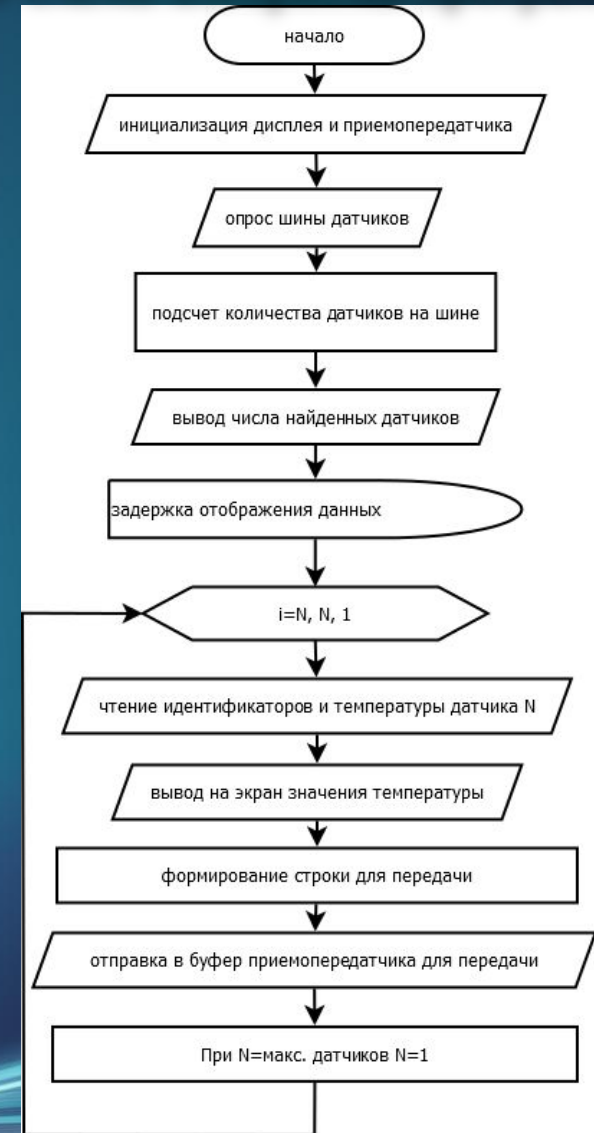 начало
инициализация дисплея и приемопередатчика
опрос шины датчиков
подсчет количества датчиков на шине
вывод числа найденных датчиков
задержка отображения данных
i=N, N, 1
чтение идентификаторов и температуры датчика N
вывод на экран значения температуры
формирование строки для передачи
отправка в буфер приемопередатчика для передачи
При N=макс. датчиков N=1